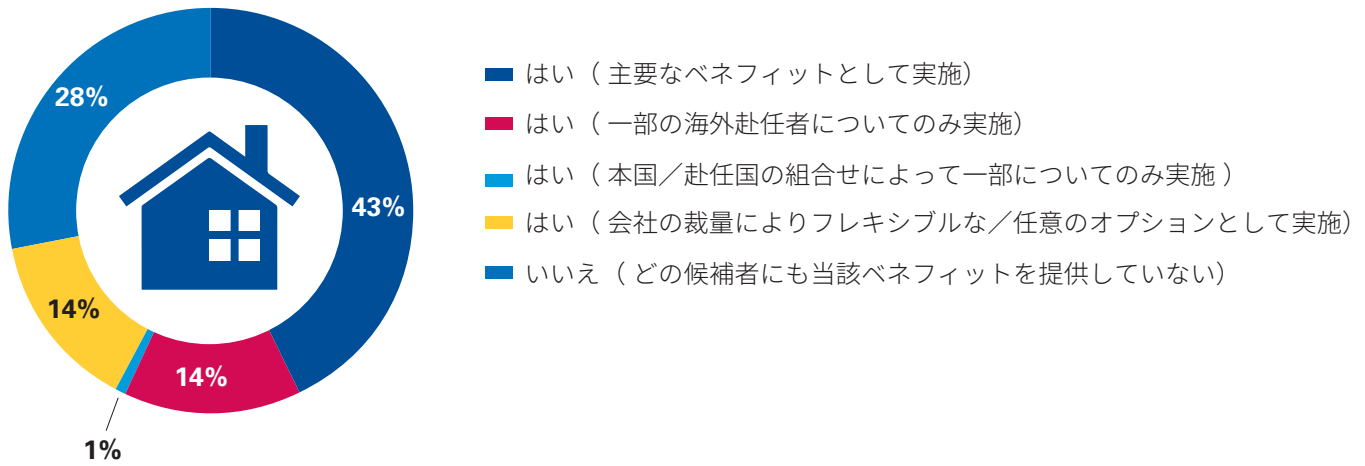 28%
43%
14%
14%
1%
はい（ 主要なベネフィットとして実施）
はい（ 一部の海外赴任者についてのみ実施）
はい（ 本国／赴任国の組合せによって一部についてのみ実施 ）
はい（ 会社の裁量によりフレキシブルな／任意のオプションとして実施）
いいえ（ どの候補者にも当該ベネフィットを提供していない）